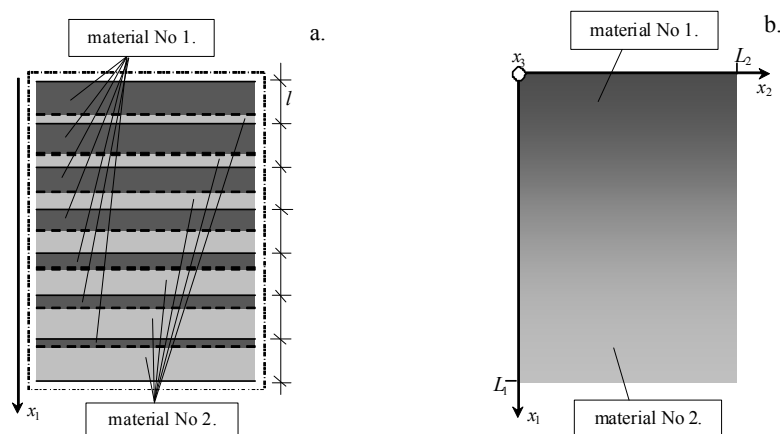 material No 1.
a.
l
x1
material No 2.
b.
material No 1.
x3
L2
x2
L1
x1
material No 2.